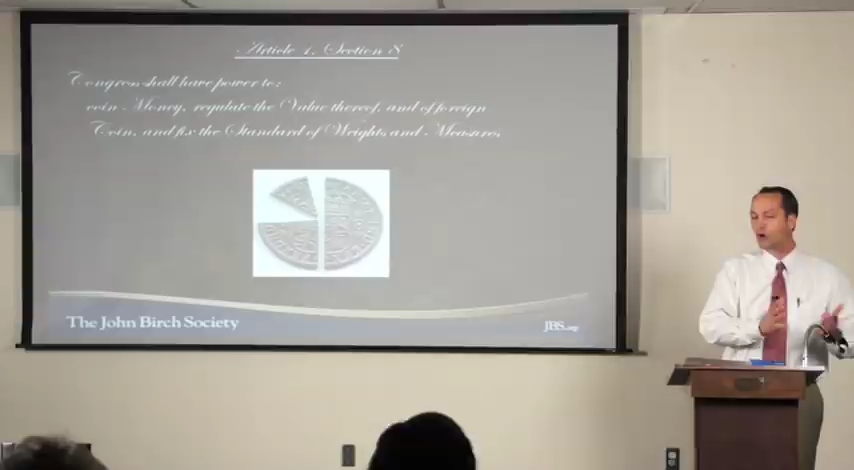 Article 1, Section 8
Congress shall have power to:
coin Money, regulate the Value thereof, and of foreign
Coin, and fix the Standard of Weights and Measures
The John Birch Society
JBS.org